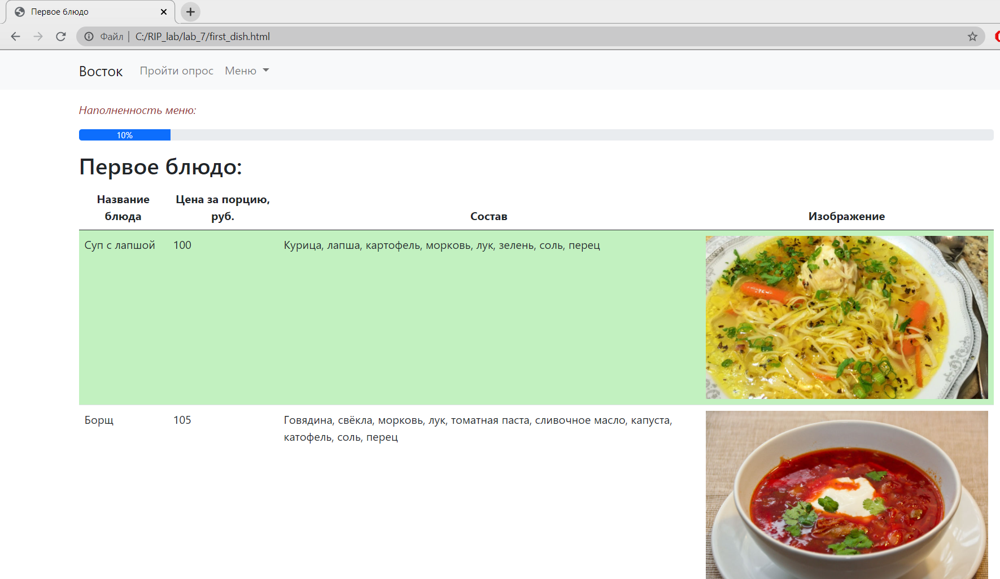 Первое блюдо
Файл | C:/RIP_lab/lab_7/first_dish.html
Восток Пройти опрос Меню
Наполненность меню:
10%
Первое блюдо:
Название блюда
Цена за порцию, руб.
Состав
Изображение
Суп с лапшой
100
Курица, лапша, картофель, морковь, лук, зелень, соль, перец
Борщ
105
Говядина, свёкла, морковь, лук, томатная паста, сливочное масло, капуста,
катофель, соль, перец